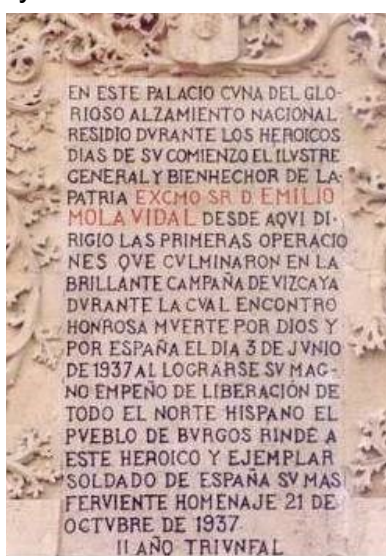 EN ESTE PALACIO CVNA DEL GLO-
RIOSO ALZAMIENTO NACIONAL
RESIDIO DVRANTE LOS HEROICOS
DIAS DE SV COMIENZO EL ILVSTRE
GENERAL Y BIENHECHOR DE LA
PATRIA EXCMO SR D EMILIO
MOLA VIDAL DESDE AQVI DI-
RIGIO LAS PRIMERAS OPERACIO
NES QVE CVLMINARON EN LA
BRILLANTE CAMPAÑA DE VIZCAYA
DVRANTE LA CVAL ENCONTRO
HONROSA MVERTE POR DIOS Y
POR ESPAÑA EL DIA 3 DE JVNIO
DE 1937 AL LOGRARSE SV MAG-
NO EMPEÑO DE LIBERACIÓN DE
TODO EL NORTE HISPANO EL
PVEBLO DE BVRGOS RINDE A
ESTE HEROICO Y EJEMPLAR
SOLDADO DE ESPAÑA SV MAS
FERVIENTE HOMENAJE 21 DE
OCTVBRE DE 1937.
II AÑO TRIVNFAL